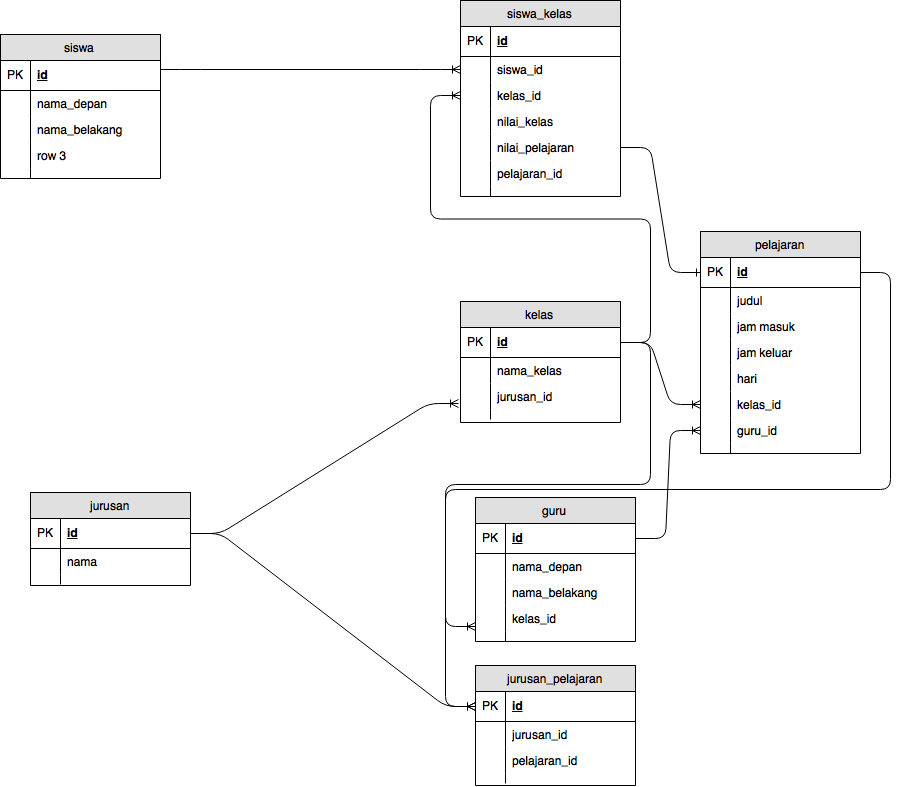 siswa_kelas
PK id
siswa_id
kelas_id
nilai_kelas
nilai_pelajaran
pelajaran_id
siswa
PK id
nama_depan
nama_belakang
row 3
pelajaran
PK id
judul
jam masuk
jam keluar
hari
kelas_id
guru_id
kelas
PK id
nama_kelas
jurusan_id
jurusan
PK id
nama
guru
PK id
nama_depan
nama_belakang
kelas_id
jurusan_pelajaran
PK id
jurusan_id
pelajaran_id